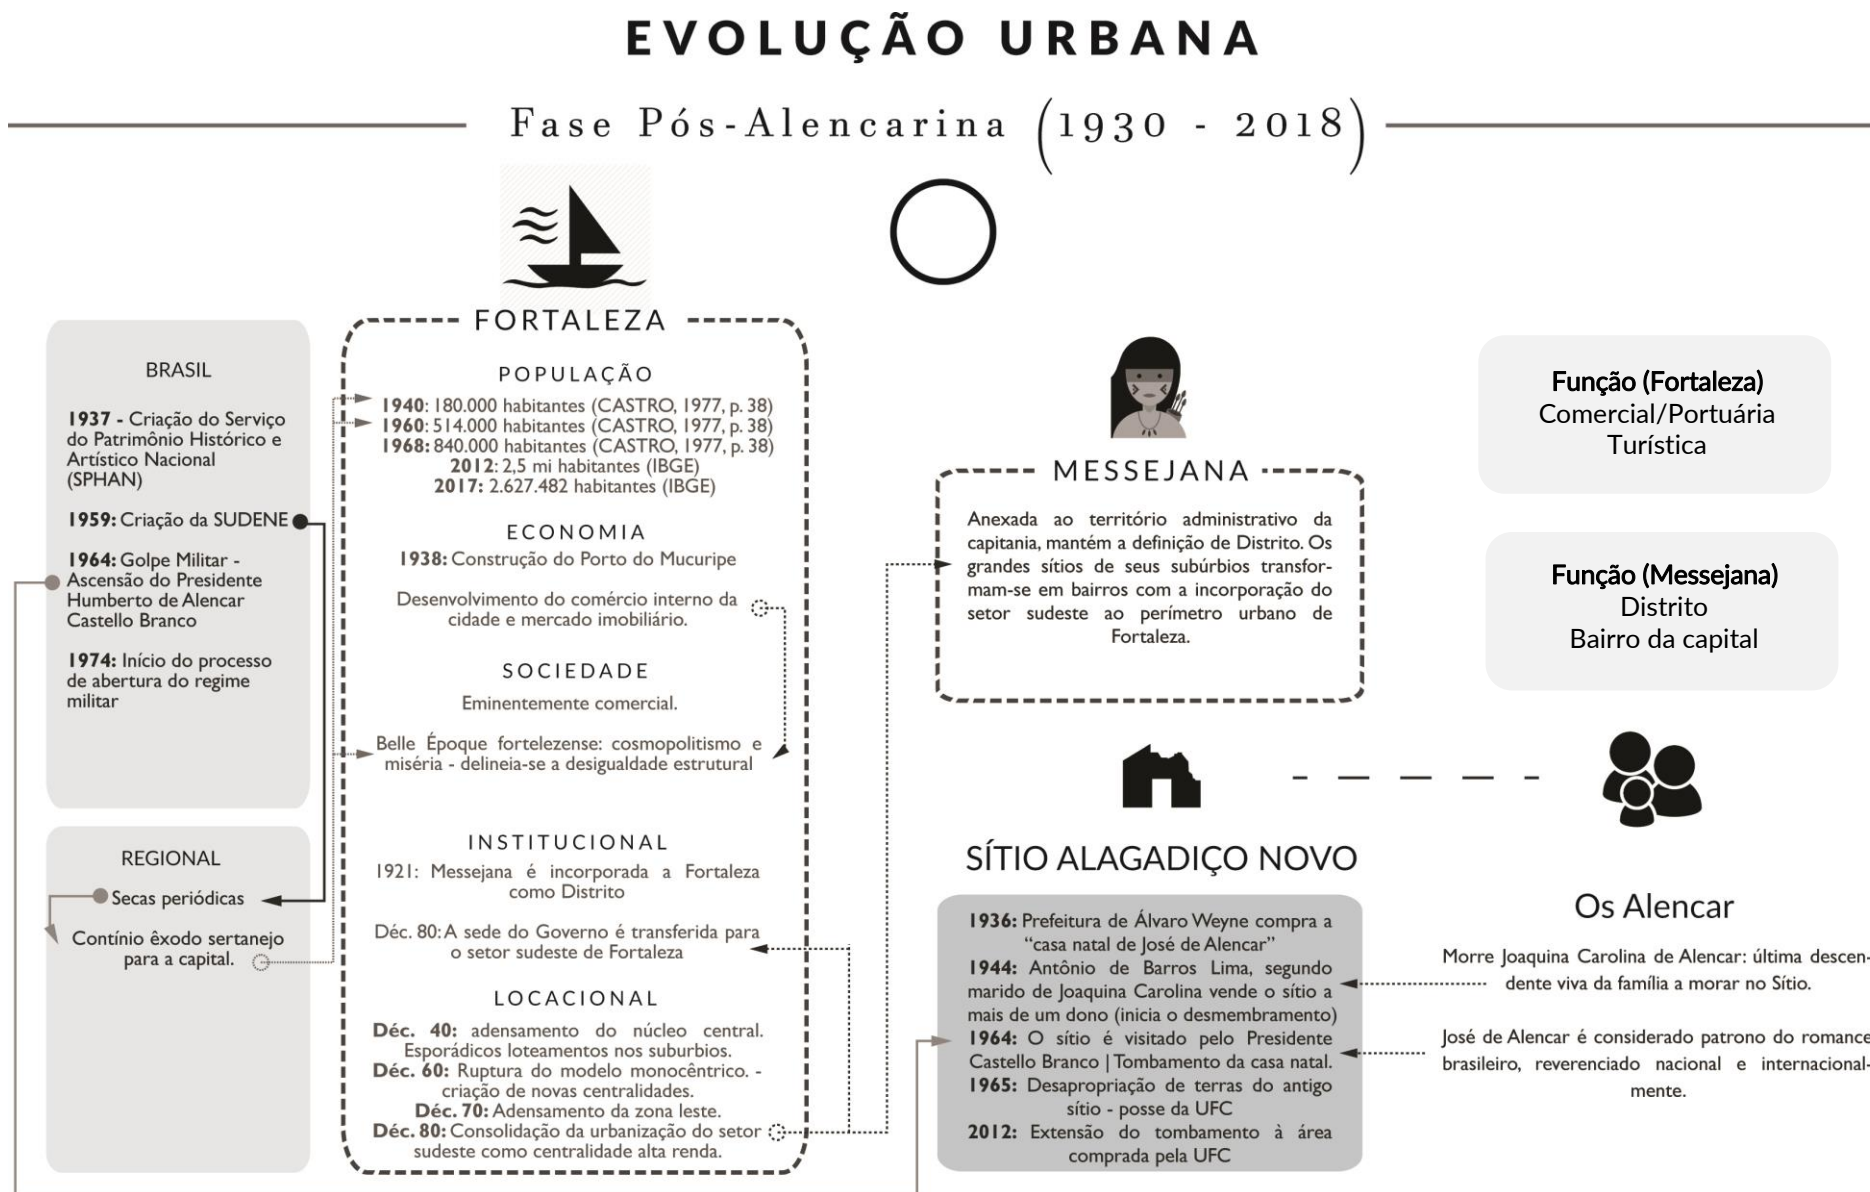 EVOLUÇÃO URBANA
Fase Pós-Alencarina (1930 - 2018)
BRASIL
1937 - Criação do Serviço
do Patrimônio Histórico e
Artístico Nacional
(SPHAN)
1959: Criação da SUDENE
1964: Golpe Militar -
Ascensão do Presidente
Humberto de Alencar
Castello Branco
1974: Início do processo
de abertura do regime
militar
REGIONAL
Secas periódicas
Contínio êxodo sertanejo
para a capital.
FORTALEZA
POPULAÇÃO
1940: 180.000 habitantes (CASTRO, 1977, p. 38)
1960: 514.000 habitantes (CASTRO, 1977, p. 38)
1968: 840.000 habitantes (CASTRO, 1977, p. 38)
2012: 2,5 mi habitantes (IBGE)
2017: 2.627.482 habitantes (IBGE)
ECONOMIA
1938: Construção do Porto do Mucuripe
Desenvolvimento do comércio interno da
cidade e mercado imobiliário.
SOCIEDADE
Eminentemente comercial.
Belle Époque fortelezense: cosmopolitismo e
miséria - delineia-se a desigualdade estrutural
INSTITUCIONAL
1921: Messejana é incorporada a Fortaleza
como Distrito
Déc. 80: A sede do Governo é transferida para
o setor sudeste de Fortaleza
LOCACIONAL
Déc. 40: adensamento do núcleo central.
Esporádicos loteamentos nos suburbios.
Déc. 60: Ruptura do modelo monocêntrico. -
criação de novas centralidades.
Déc. 70: Adensamento da zona leste.
Déc. 80: Consolidação da urbanização do setor
sudeste como centralidade alta renda.
MESSEJANA
Anexada ao território administrativo da
capitania, mantém a definição de Distrito. Os
grandes sítios de seus subúrbios transfor-
mam-se em bairros com a incorporação do
setor sudeste ao perímetro urbano de
Fortaleza.
SÍTIO ALAGADIÇO NOVO
1936: Prefeitura de Álvaro Weyne compra a
“casa natal de José de Alencar”
1944: Antônio de Barros Lima, segundo
marido de Joaquina Carolina vende o sítio a
mais de um dono (inicia o desmembramento)
1964: O sítio é visitado pelo Presidente
Castello Branco | Tombamento da casa natal.
1965: Desapropriação de terras do antigo
sítio - posse da UFC
2012: Extensão do tombamento à área
comprada pela UFC
Função (Fortaleza)
Comercial/Portuária
Turística
Função (Messejana)
Distrito
Bairro da capital
Os Alencar
Morre Joaquina Carolina de Alencar: última descen-
dente viva da família a morar no Sítio.
José de Alencar é considerado patrono do romance
brasileiro, reverenciado nacional e internacional-
mente.